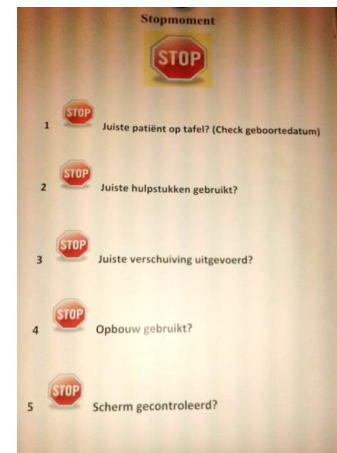 Stopmoment
STOP
STOP
1 Juiste patiënt op tafel? (Check geboortedatum)
STOP
2 Juiste hulpstukken gebruikt?
STOP
3 Juiste verschuiving uitgevoerd?
STOP
4 Opbouw gebruikt?
STOP
5 Scherm gecontroleerd?